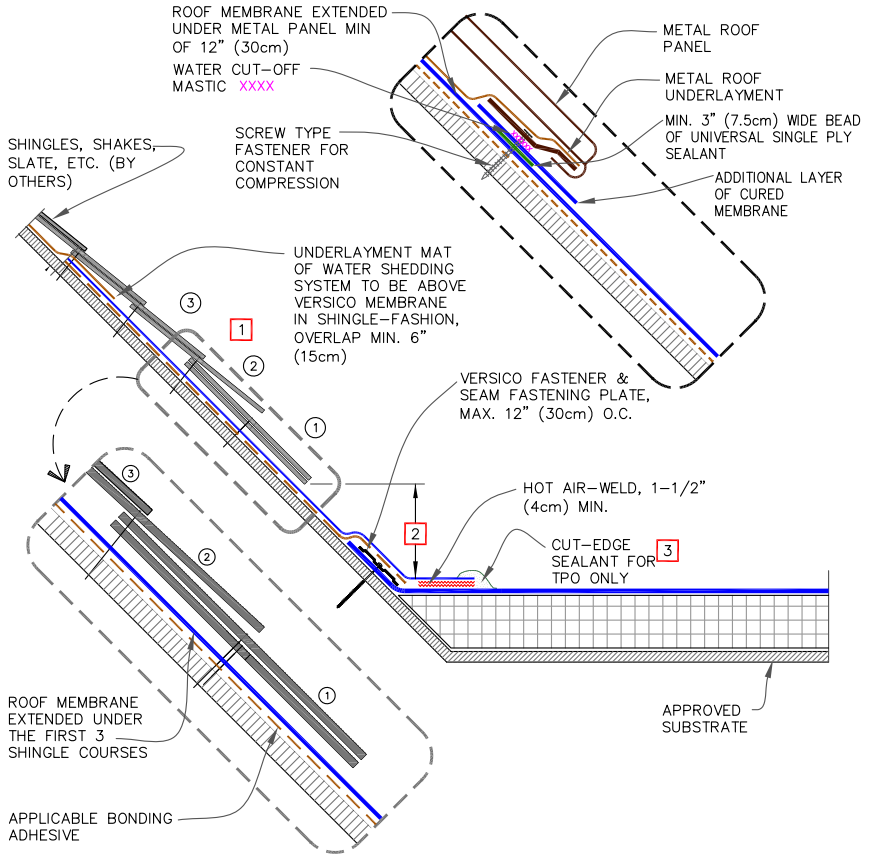 ROOF MEMBRANE EXTENDED
UNDER METAL PANEL MIN
OF 12" (30cm)
WATER CUT-OFF
MASTIC XXXX
SCREW TYPE
FASTENER FOR
CONSTANT
COMPRESSION
METAL ROOF
PANEL
METAL ROOF
UNDERLAYMENT
MIN. 3" (7.5cm) WIDE BEAD
OF UNIVERSAL SINGLE PLY
SEALANT
ADDITIONAL LAYER
OF CURED
MEMBRANE
XXXX
SHINGLES, SHAKES,
SLATE, ETC. (BY
OTHERS)
UNDERLAYMENT MAT
OF WATER SHEDDING
SYSTEM TO BE ABOVE
VERSICO MEMBRANE
IN SHINGLE-FASHION,
OVERLAP MIN. 6"
(15cm)
3
1
2
1
VERSICO FASTENER &
SEAM FASTENING PLATE,
MAX. 12" (30cm) O.C.
HOT AIR-WELD, 1-1/2"
(4cm) MIN.
2
CUT-EDGE
SEALANT FOR
TPO ONLY
3
3
2
1
ROOF MEMBRANE
EXTENDED UNDER
THE FIRST 3
SHINGLE COURSES
APPLICABLE BONDING
ADHESIVE
APPROVED
SUBSTRATE